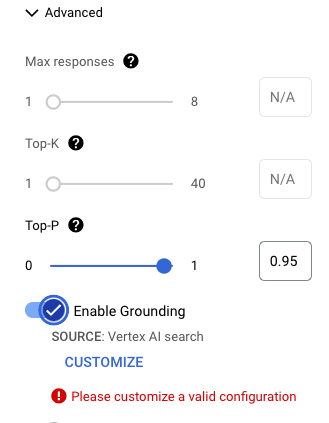 Advanced
Max responses ?
1 8 N/A
Top-K ?
1 40 N/A
Top-P ?
0 1 0.95
Enable Grounding
SOURCE: Vertex AI search
CUSTOMIZE
! Please customize a valid configuration